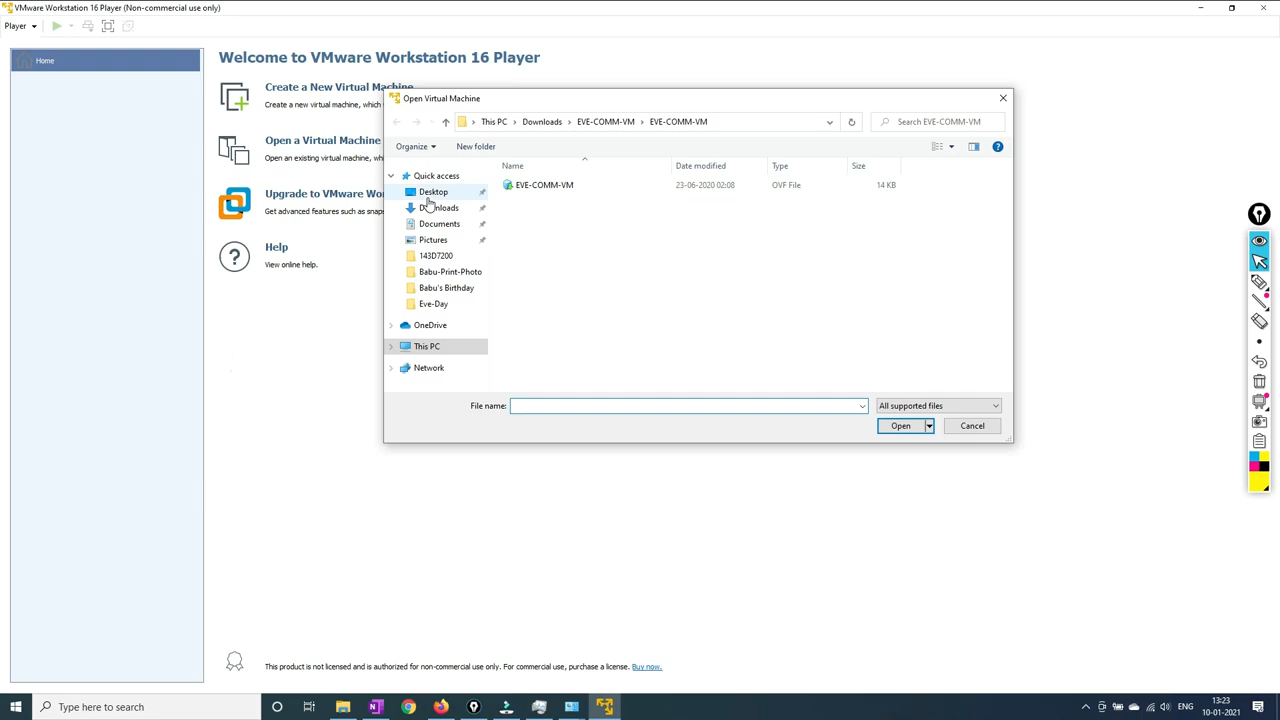 VMware Workstation 16 Player (Non-commercial use only)
Player
Home
Welcome to VMware Workstation 16 Player
Create a New Virtual Machine
Create a new virtual machine, which
Open a Virtual Machine
Open an existing virtual machine, wh
Upgrade to VMware Wo
Get advanced features such as snaps
Help
View online help.
Open Virtual Machine
This PC > Downloads > EVE-COMM-VM > EVE-COMM-VM
Search EVE-COMM-VM
Organize
New folder
Name
Date modified
Type
Size
EVE-COMM-VM
23-06-2020 02:08
OVF File
14 KB
Quick access
Desktop
Downloads
Documents
Pictures
143D7200
Babu-Print-Photo
Babu's Birthday
Eve-Day
OneDrive
This PC
Network
File name:
All supported files
Open
Cancel
This product is not licensed and is authorized for non-commercial use only. For commercial use, purchase a license. Buy now.
Type here to search
ENG
13:23
10-01-2021